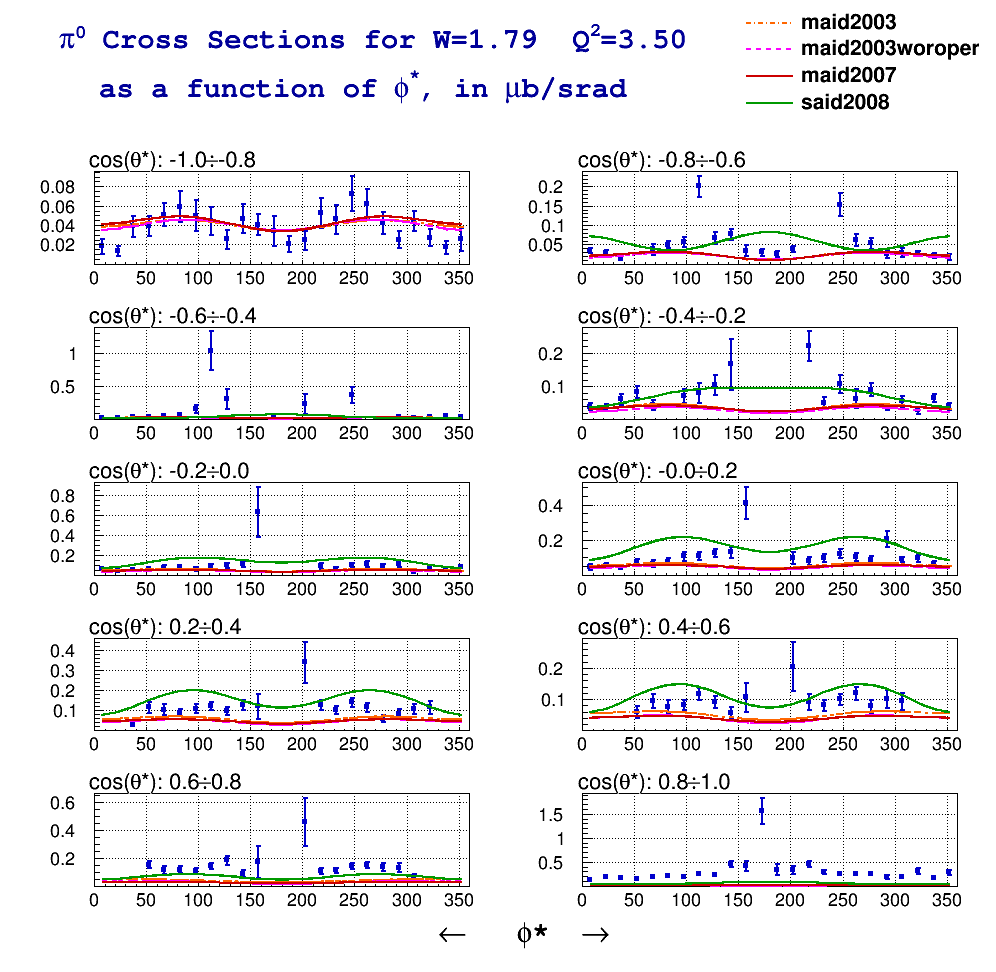 π⁰ Cross Sections for W=1.79 Q²=3.50
as a function of ϕ*, in μb/srad
maid2003
maid2003woroper
maid2007
said2008
cos(θ*): -1.0÷-0.8
0.08
0.06
0.04
0.02
0 50 100 150 200 250 300 350
cos(θ*): -0.8÷-0.6
0.2
0.15
0.1
0.05
0 50 100 150 200 250 300 350
cos(θ*): -0.6÷-0.4
1
0.5
0 50 100 150 200 250 300 350
cos(θ*): -0.4÷-0.2
0.2
0.1
0 50 100 150 200 250 300 350
cos(θ*): -0.2÷0.0
0.8
0.6
0.4
0.2
0 50 100 150 200 250 300 350
cos(θ*): -0.0÷0.2
0.4
0.2
0 50 100 150 200 250 300 350
cos(θ*): 0.2÷0.4
0.4
0.3
0.2
0.1
0 50 100 150 200 250 300 350
cos(θ*): 0.4÷0.6
0.2
0.1
0 50 100 150 200 250 300 350
cos(θ*): 0.6÷0.8
0.6
0.4
0.2
0 50 100 150 200 250 300 350
cos(θ*): 0.8÷1.0
1.5
1
0.5
0 50 100 150 200 250 300 350
← ϕ* →